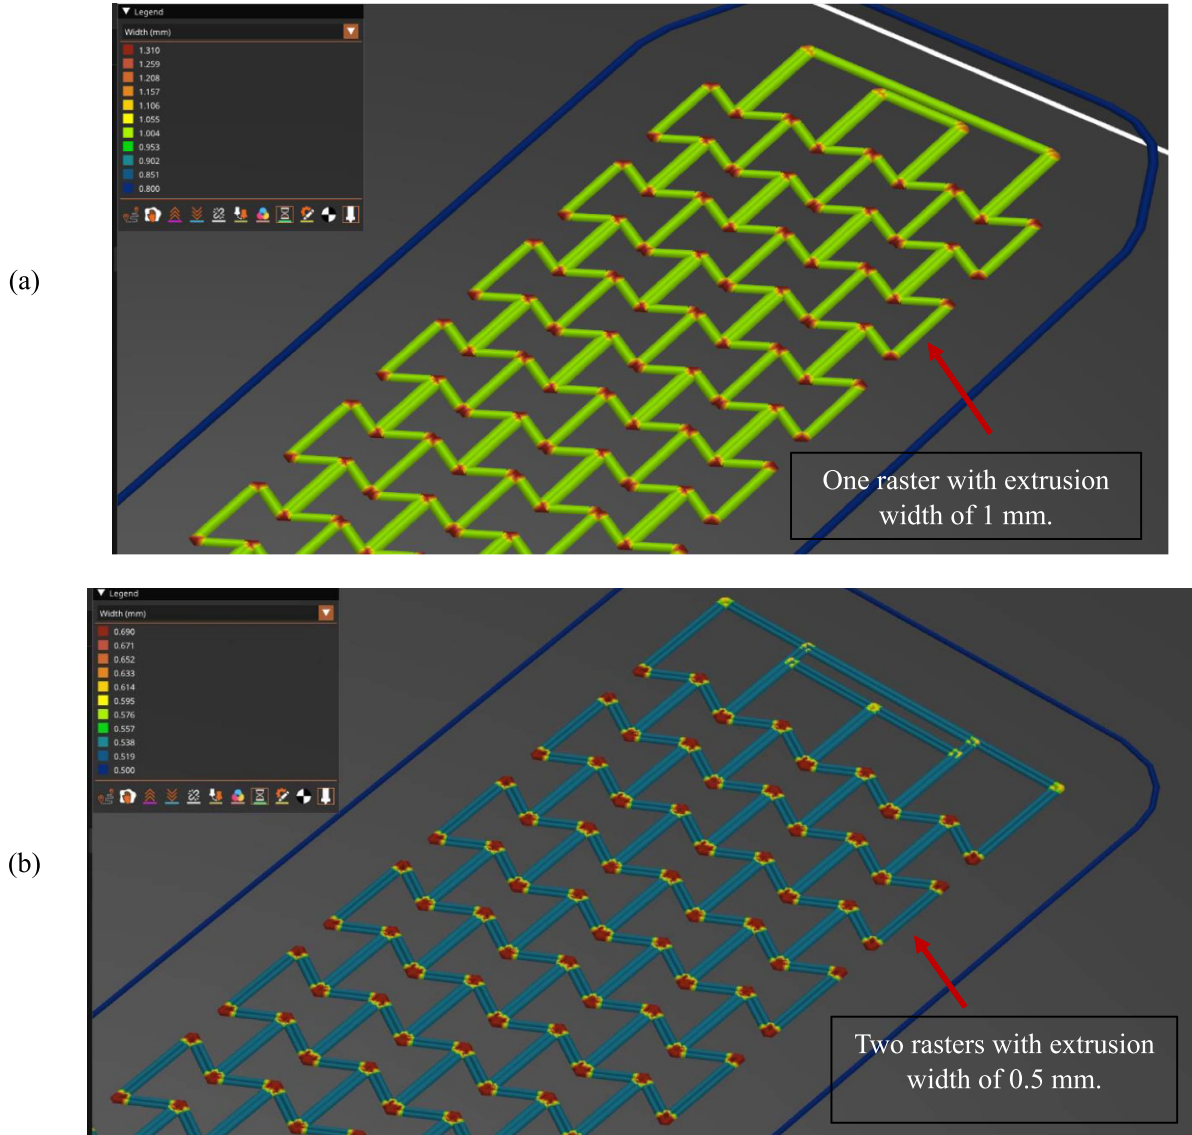 (a)
Legend
Width (mm)
1.310
1.259
1.208
1.157
1.106
1.055
1.004
0.953
0.902
0.851
0.800
One raster with extrusion
width of 1 mm.
(b)
Legend
Width (mm)
0.690
0.671
0.652
0.633
0.614
0.595
0.576
0.557
0.538
0.519
0.500
Two rasters with extrusion
width of 0.5 mm.